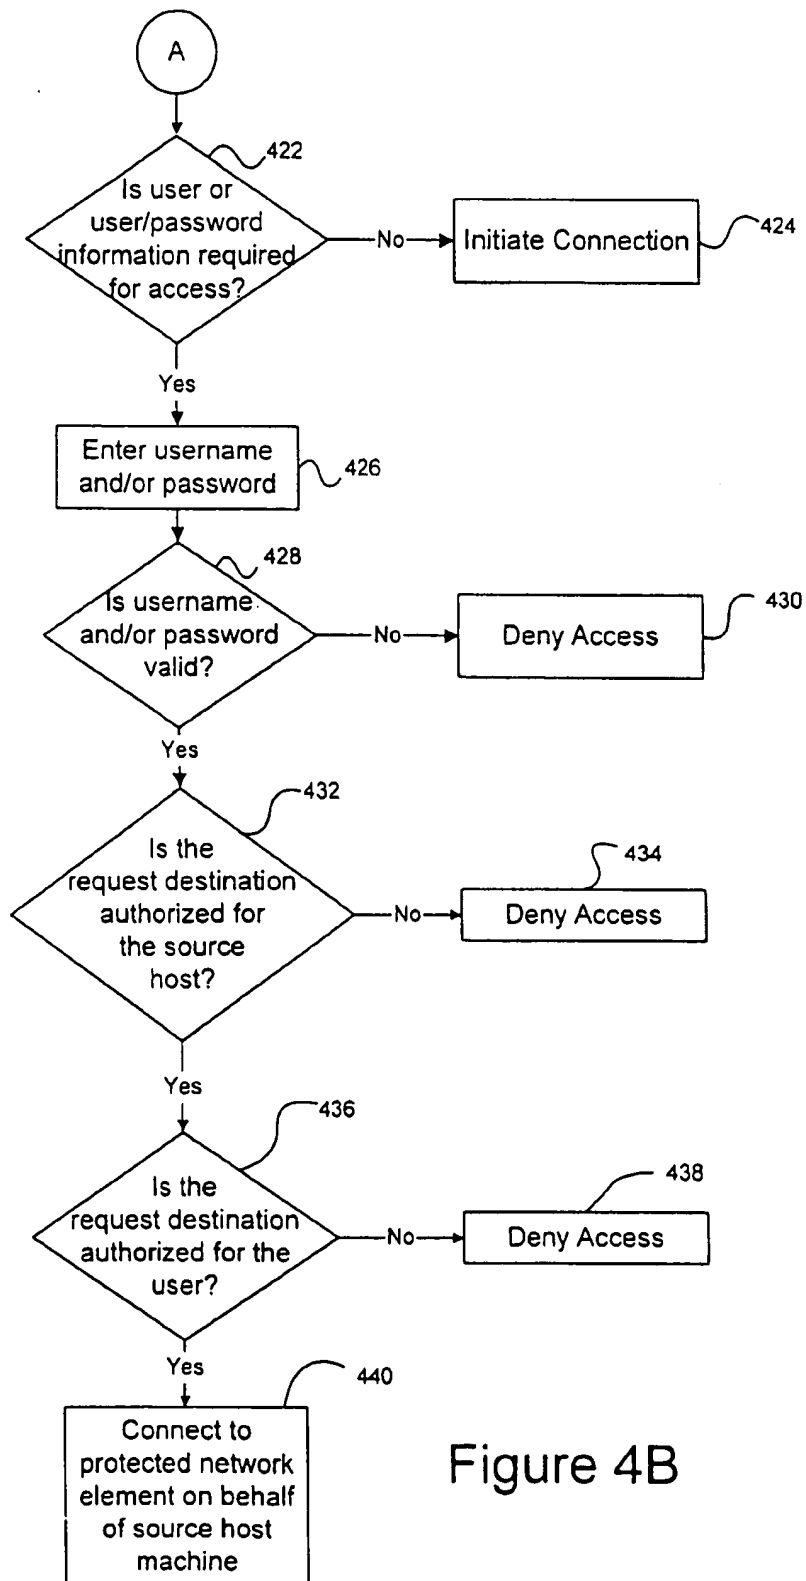 A
422
Is user or
user/password
information required
for access?
No
Initiate Connection
424
Yes
Enter username
and/or password
426
428
Is username
and/or password
valid?
No
Deny Access
430
Yes
432
Is the
request destination
authorized for
the source
host?
No
434
Deny Access
Yes
436
Is the
request destination
authorized for the
user?
No
438
Deny Access
Yes
440
Connect to
protected network
element on behalf
of source host
machine
Figure 4B